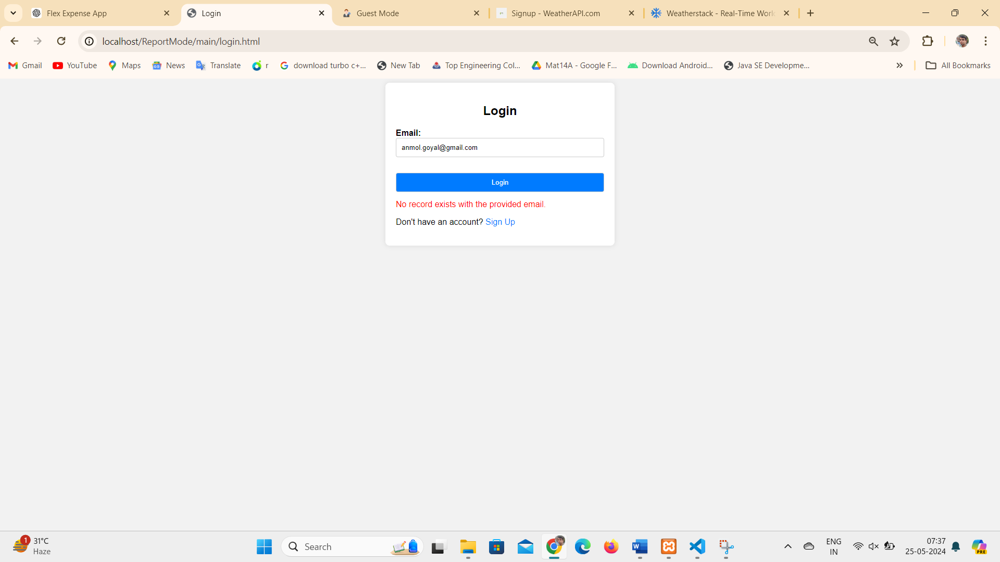 Flex Expense App
Login
Guest Mode
Signup - WeatherAPI.com
Weatherstack - Real-Time Worl
localhost/ReportMode/main/login.html
Gmail
YouTube
Maps
News
Translate
r
download turbo c+...
New Tab
Top Engineering Col...
Mat14A - Google F...
Download Android...
Java SE Developme...
All Bookmarks
Login
Email:
anmol.goyal@gmail.com
Login
No record exists with the provided email.
Don't have an account? Sign Up
1
31°C
Haze
Search
ENG
IN
07:37
25-05-2024
PRE